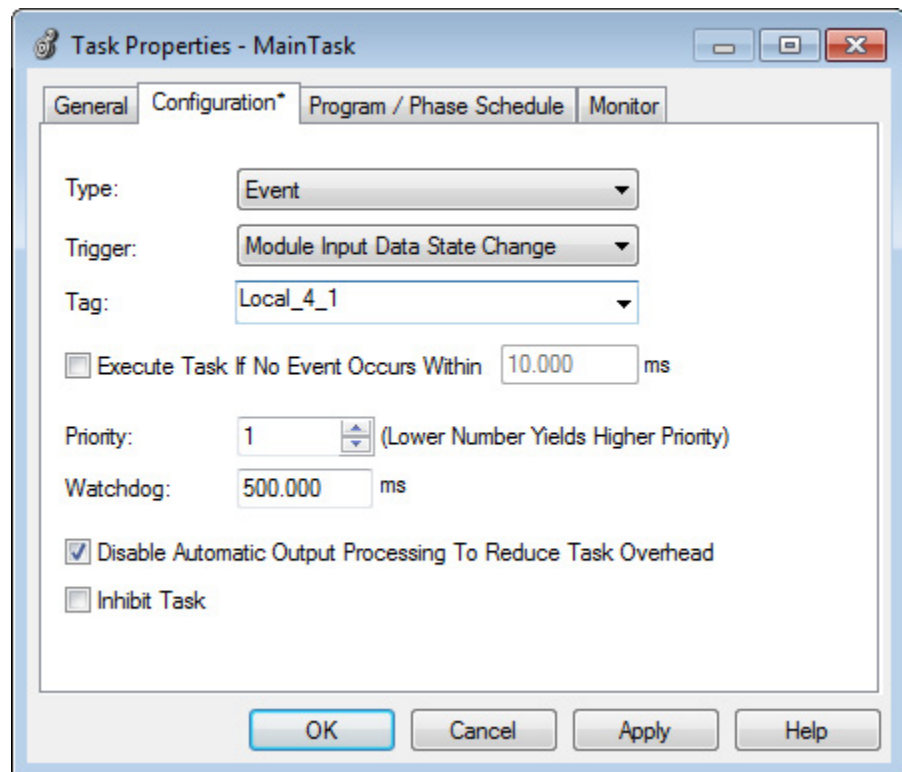 Task Properties - MainTask
General Configuration* Program / Phase Schedule Monitor
Type: Event
Trigger: Module Input Data State Change
Tag: Local_4_1
Execute Task If No Event Occurs Within 10.000 ms
Priority: 1 (Lower Number Yields Higher Priority)
Watchdog: 500.000 ms
Disable Automatic Output Processing To Reduce Task Overhead
Inhibit Task
OK Cancel Apply Help